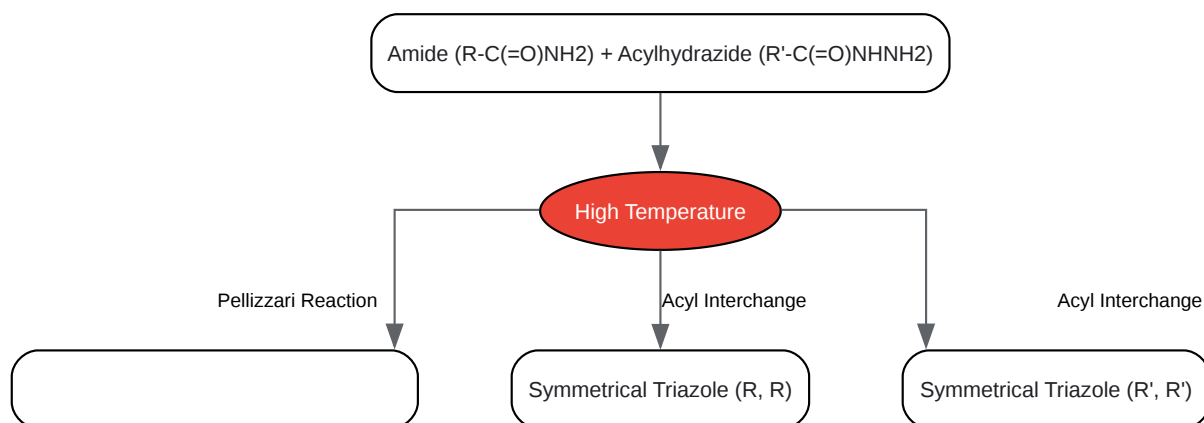 Amide (R-C(=O)NH2) + Acylhydrazide (R'-C(=O)NHNH2)
High Temperature
Pellizzari Reaction
Acyl Interchange
Acyl Interchange
Symmetrical Triazole (R, R)
Symmetrical Triazole (R', R')